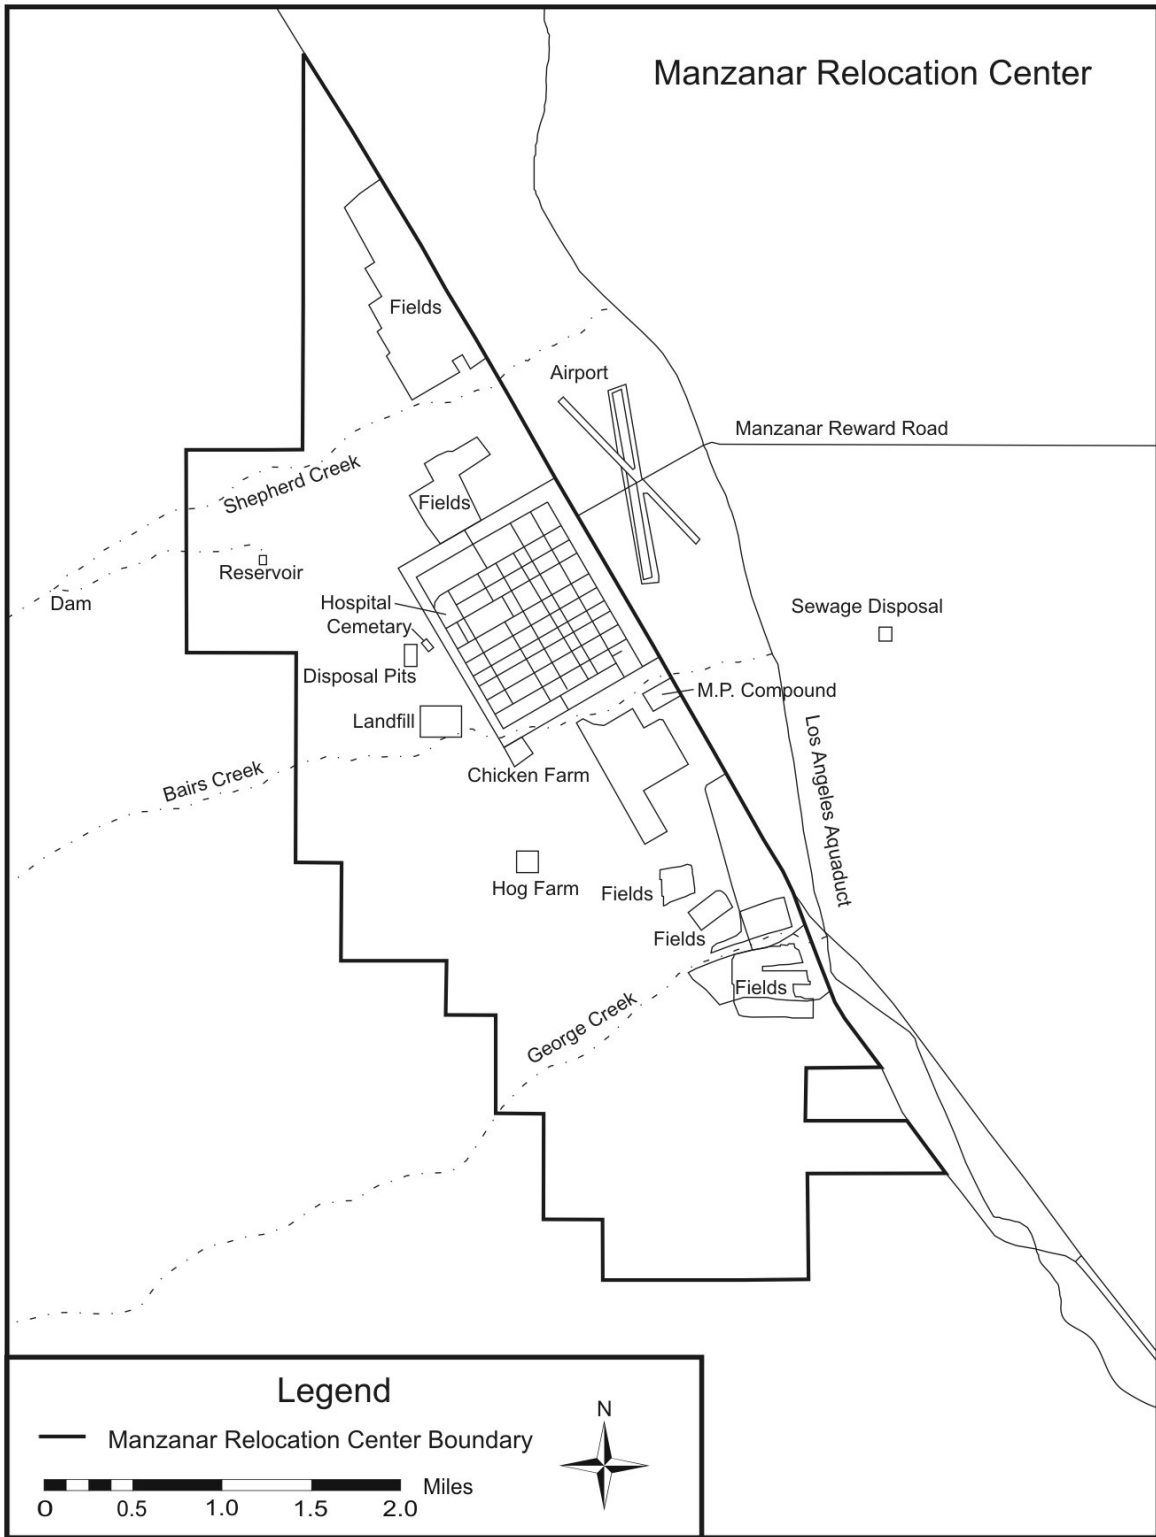 Manzanar Relocation Center
Fields
Airport
Manzanar Reward Road
Shepherd Creek
Fields
Reservoir
Dam
Hospital
Cemetary
Sewage Disposal
Disposal Pits
M.P. Compound
Landfill
Bairs Creek
Chicken Farm
Los Angeles Aquaduct
Hog Farm
Fields
Fields
Fields
George Creek
Legend
N
Manzanar Relocation Center Boundary
Miles
0 0.5 1.0 1.5 2.0